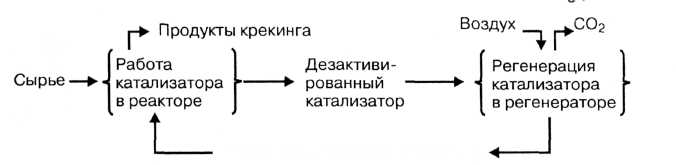 Продукты крекинга
Воздух
CO₂
Сырье
Работа
катализатора
в реакторе
Дезактиви-
рованный
катализатор
Регенерация
катализатора
в регенераторе